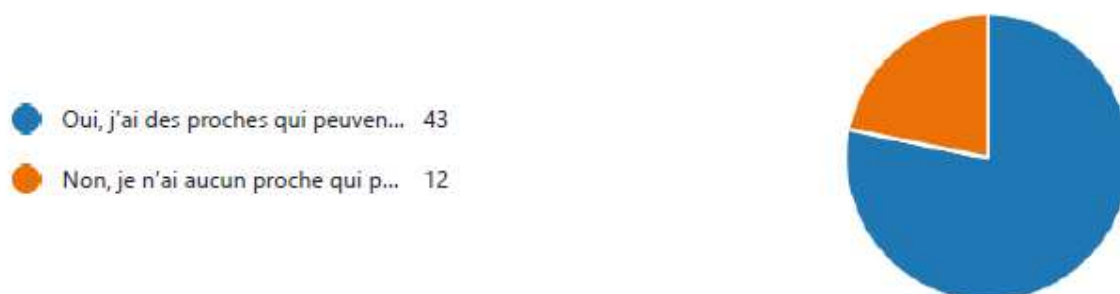 Oui, j'ai des proches qui peuven... 43
Non, je n'ai aucun proche qui p... 12